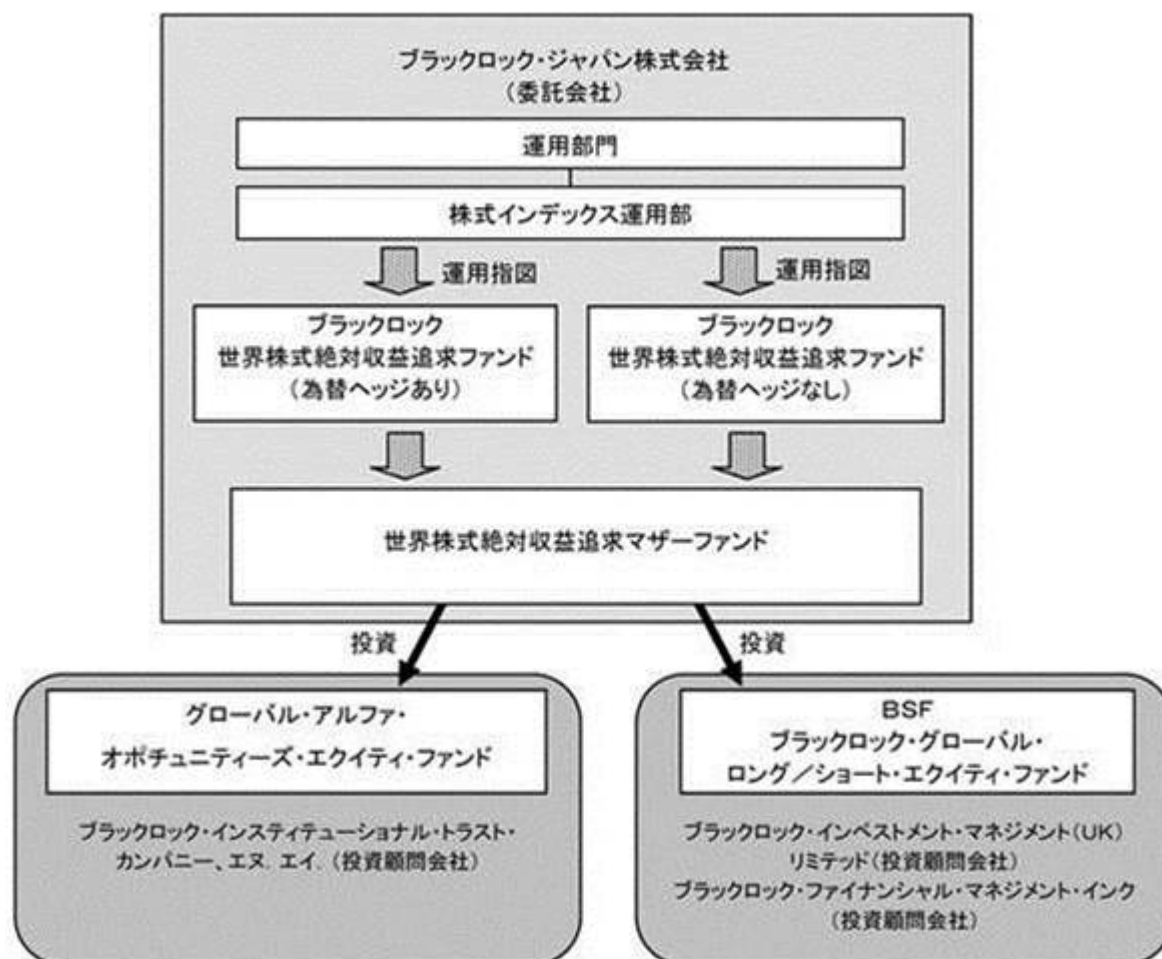 ブラックロック・ジャパン株式会社
(委託会社)
運用部門
株式インデックス運用部
運用指図
運用指図
ブラックロック
世界株式絶対収益追求ファンド
(為替ヘッジあり)
ブラックロック
世界株式絶対収益追求ファンド
(為替ヘッジなし)
世界株式絶対収益追求マザーファンド
投資
投資
グローバル・アルファ・
オポチュニティーズ・エクイティ・ファンド
ブラックロック・インスティテューショナル・トラスト・
カンパニー、エヌ. エイ. (投資顧問会社)
BSF
ブラックロック・グローバル・
ロング/ショート・エクイティ・ファンド
ブラックロック・インベストメント・マネジメント(UK)
リミテッド(投資顧問会社)
ブラックロック・ファイナンシャル・マネジメント・インク
(投資顧問会社)